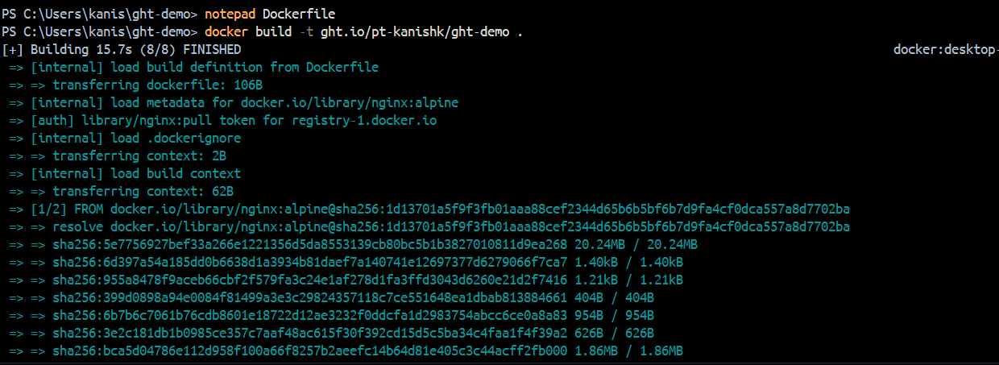 PS C:\Users\kanis\ght-demo> notepad Dockerfile
PS C:\Users\kanis\ght-demo> docker build -t ght.io/pt-kanishk/ght-demo .
[+] Building 15.7s (8/8) FINISHED docker:desktop-
=> [internal] load build definition from Dockerfile
=> => transferring dockerfile: 106B
=> [internal] load metadata for docker.io/library/nginx:alpine
=> [auth] library/nginx:pull token for registry-1.docker.io
=> [internal] load .dockerignore
=> => transferring context: 2B
=> [internal] load build context
=> => transferring context: 62B
=> [1/2] FROM docker.io/library/nginx:alpine@sha256:1d13701a5f9f3fb01aaa88cef2344d65b6b5bf6b7d9fa4cf0dca557a8d7702ba
=> => resolve docker.io/library/nginx:alpine@sha256:1d13701a5f9f3fb01aaa88cef2344d65b6b5bf6b7d9fa4cf0dca557a8d7702ba
=> => sha256:5e7756927bef33a266e1221356d5da8553139cb80bc5b1b3827010811d9ea268 20.24MB / 20.24MB
=> => sha256:6d397a54a185dd0b6638d1a3934b81daef7a140741e12697377d6279066f7ca7 1.40kB / 1.40kB
=> => sha256:955a8478f9aceb66cbf2f579fa3c24e1af278d1fa3ffd3043d6260e21d2f7416 1.21kB / 1.21kB
=> => sha256:399d0898a94e0084f81499a3e3c29824357118c7ce551648ea1dbab813884661 404B / 404B
=> => sha256:6b7b6c7061b76cdb8601e18722d12ae3232f0ddcfa1d2983754abcc6ce0a8a83 954B / 954B
=> => sha256:3e2c181db1b0985ce357c7aaf48ac615f30f392cd15d5c5ba34c4faa1f4f39a2 626B / 626B
=> => sha256:bca5d04786e112d958f100a66f8257b2aeefc14b64d81e405c3c44acff2fb000 1.86MB / 1.86MB